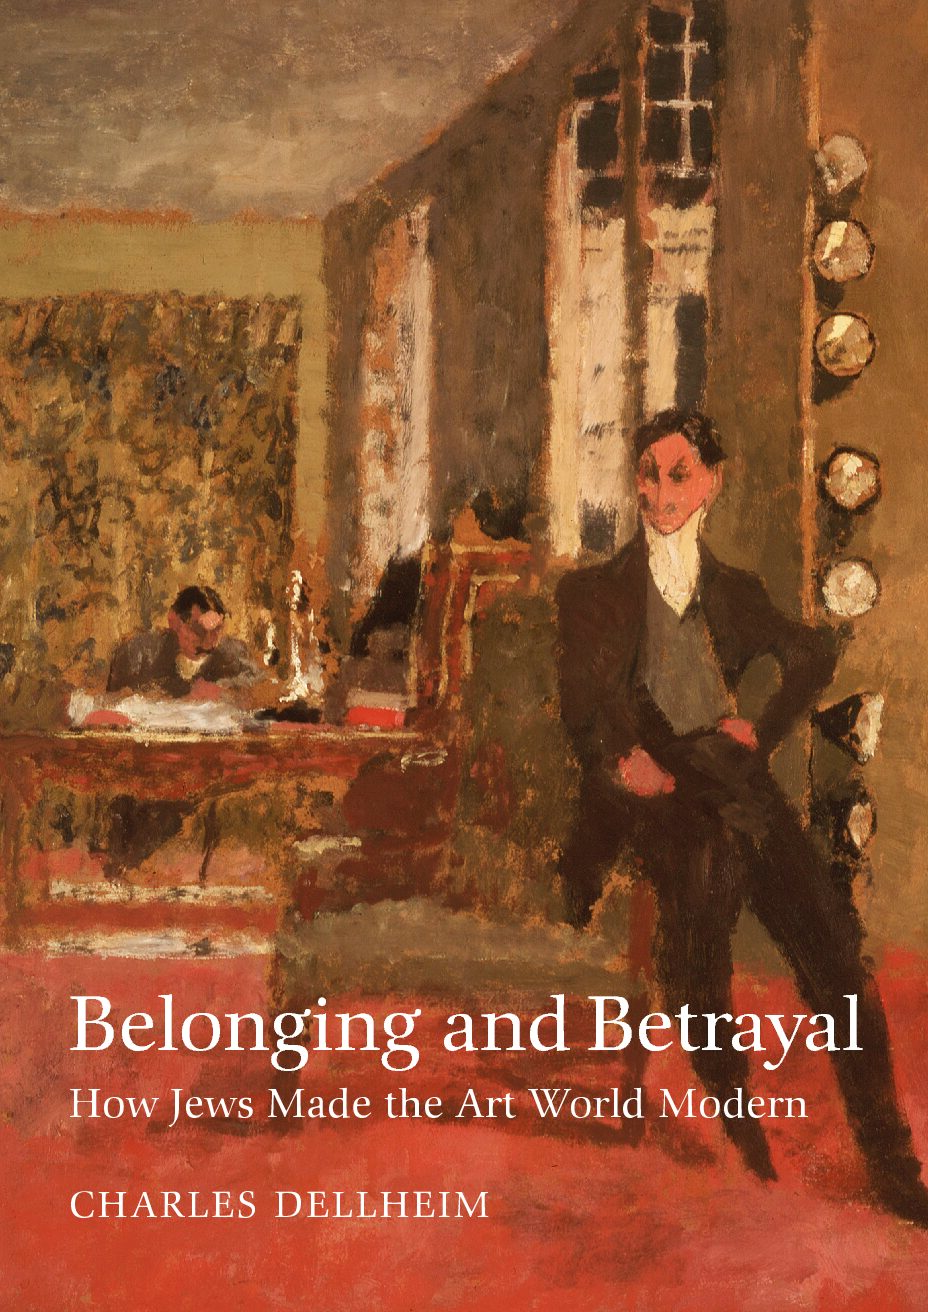 Belonging and Betrayal
How Jews Made the Art World Modern
CHARLES DELLHEIM